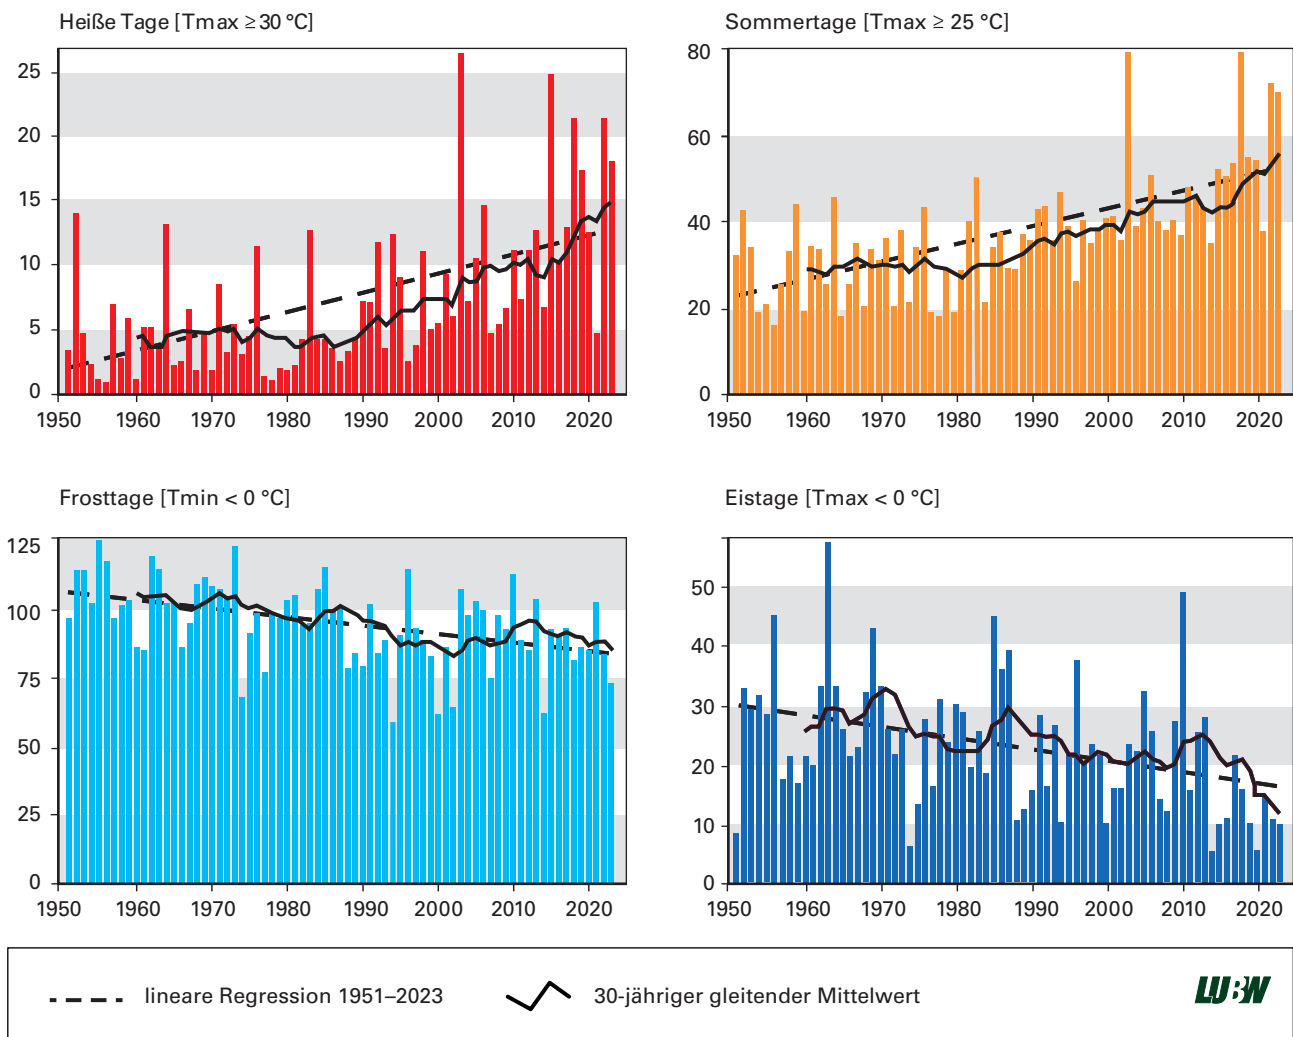 Heiße Tage [Tmax ≥ 30 °C]
25
20
15
10
5
0
1950 1960 1970 1980 1990 2000 2010 2020
Sommertage [Tmax ≥ 25 °C]
80
60
40
20
0
1950 1960 1970 1980 1990 2000 2010 2020
Frosttage [Tmin < 0 °C]
125
100
75
50
25
0
1950 1960 1970 1980 1990 2000 2010 2020
Eistage [Tmax < 0 °C]
50
40
30
20
10
0
1950 1960 1970 1980 1990 2000 2010 2020
lineare Regression 1951–2023
30-jähriger gleitender Mittelwert
LUBW